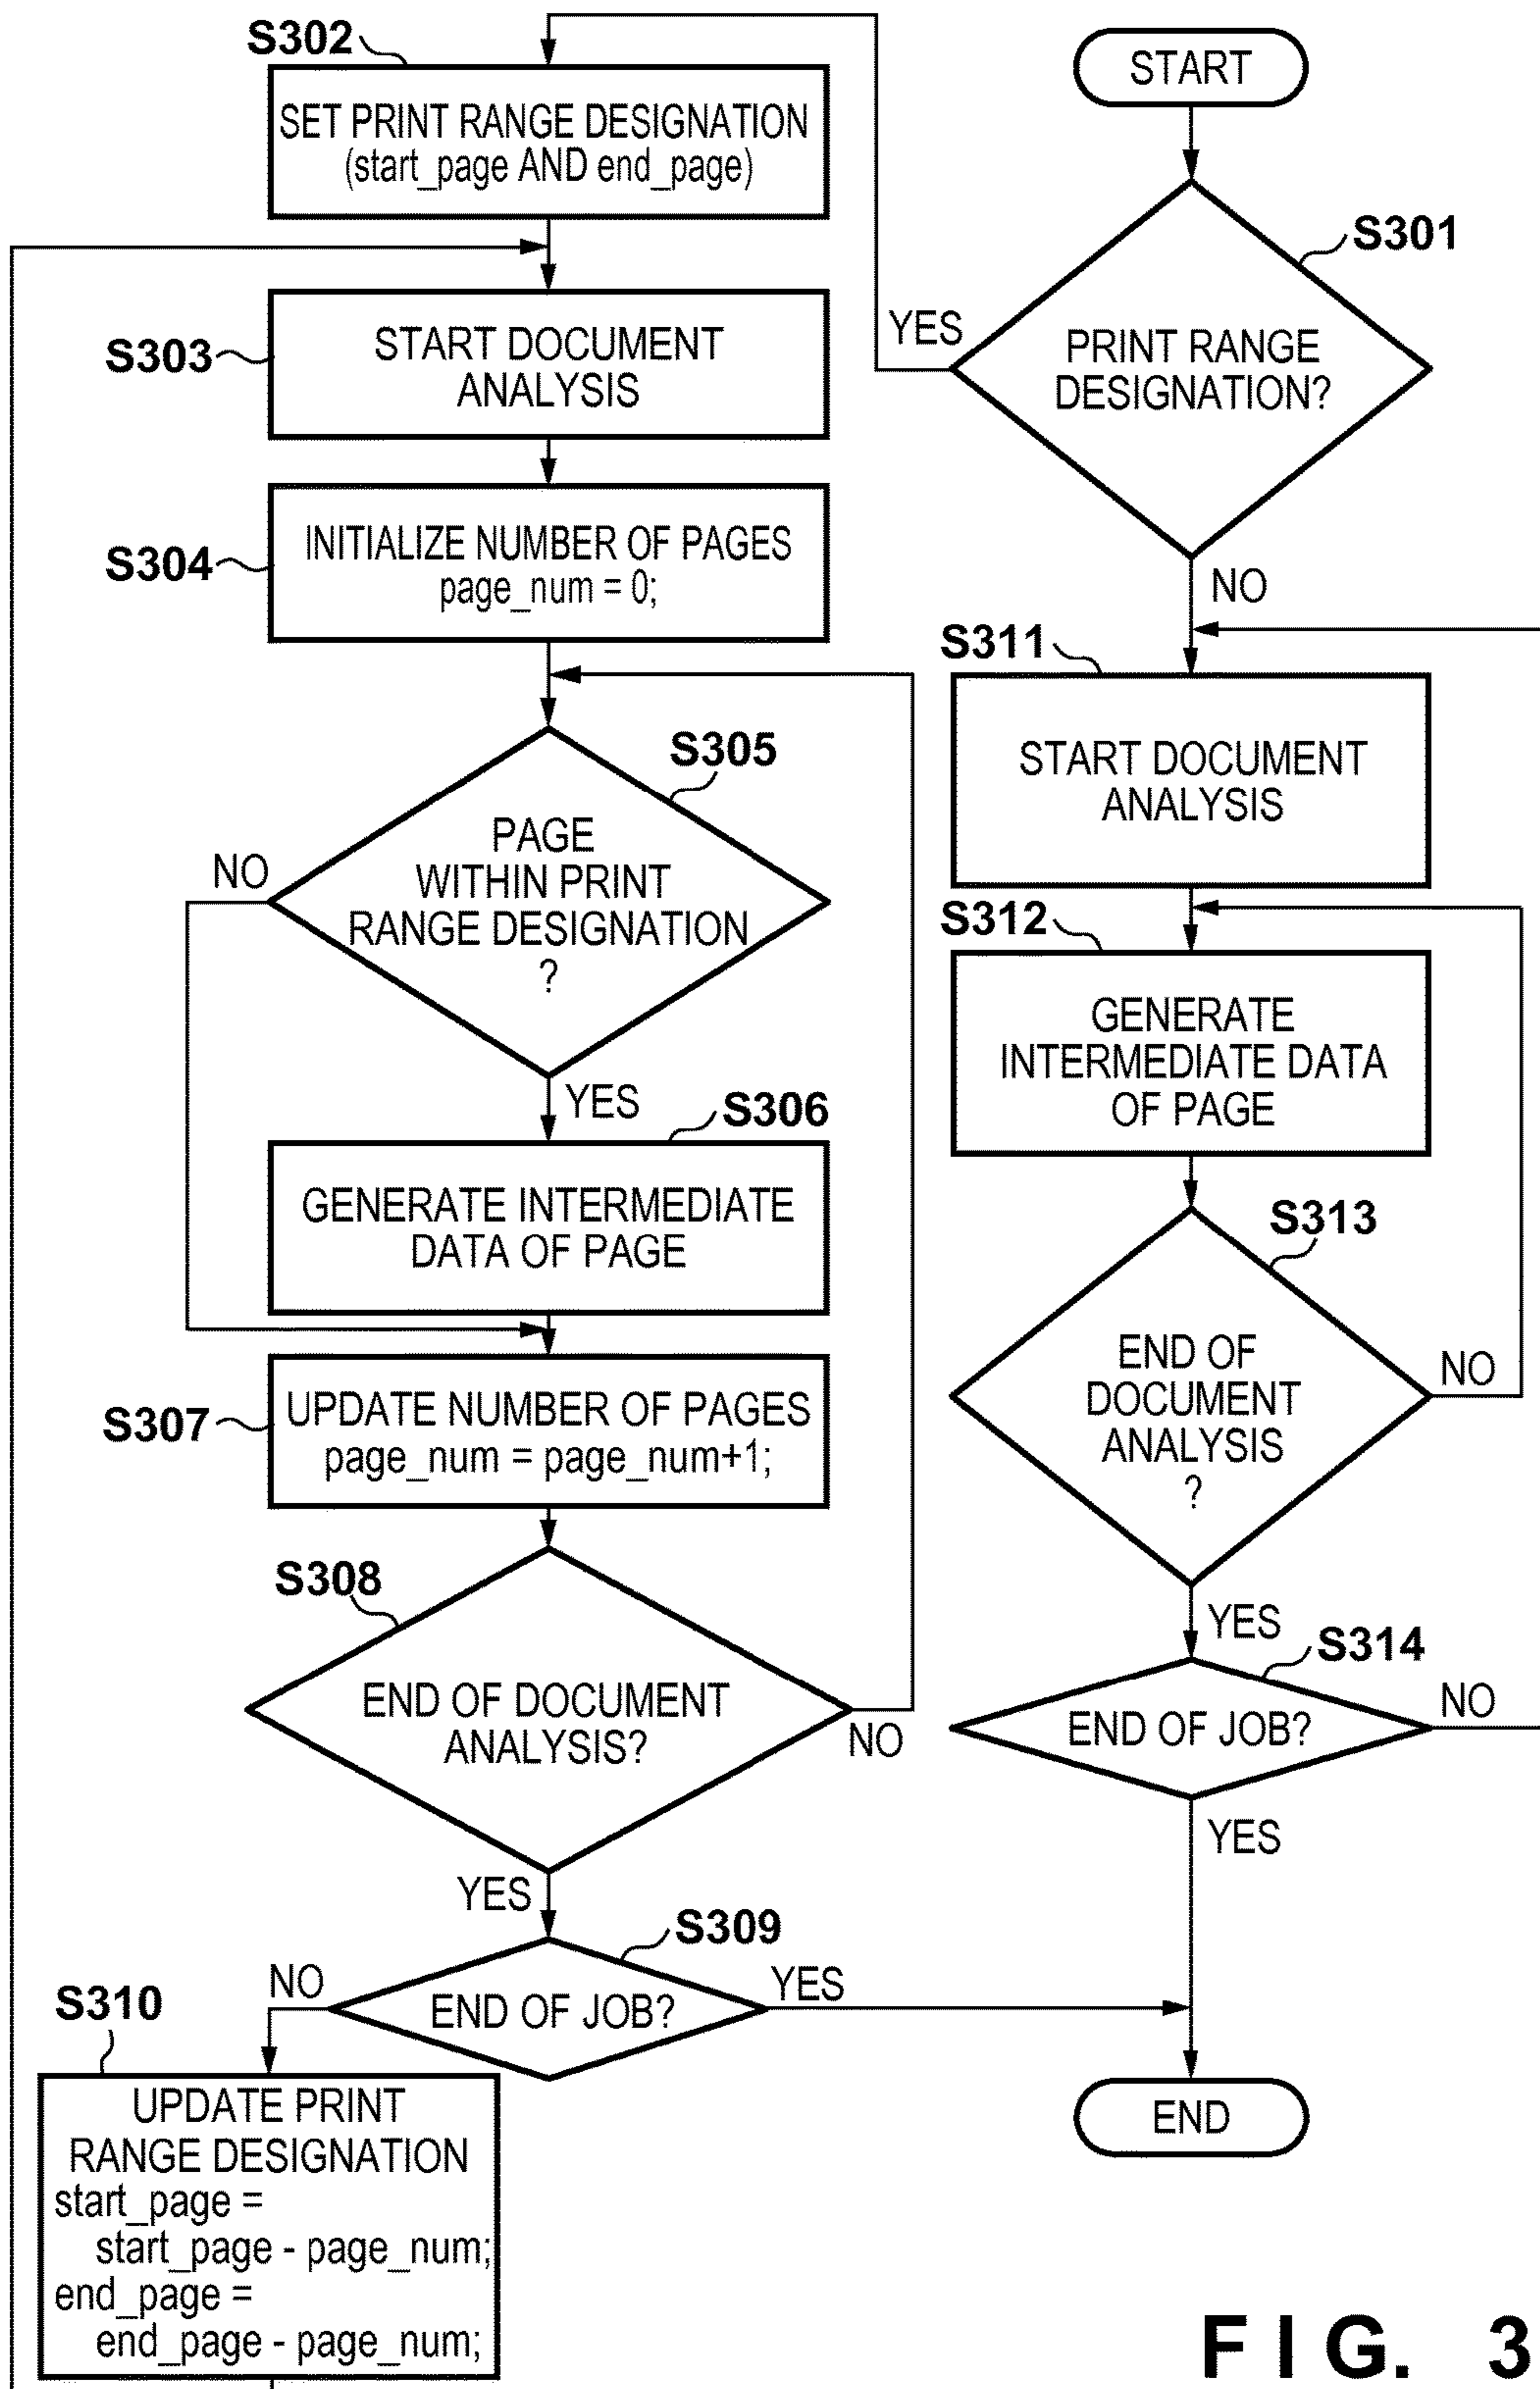 START
S301
PRINT RANGE
DESIGNATION?
YES
NO
S302
SET PRINT RANGE DESIGNATION
(start_page AND end_page)
S303
START DOCUMENT
ANALYSIS
S304
INITIALIZE NUMBER OF PAGES
page_num = 0;
S305
PAGE
WITHIN PRINT
RANGE DESIGNATION
?
NO
YES
S306
GENERATE INTERMEDIATE
DATA OF PAGE
S307
UPDATE NUMBER OF PAGES
page_num = page_num+1;
S308
END OF DOCUMENT
ANALYSIS?
NO
YES
S309
END OF JOB?
NO
YES
S310
UPDATE PRINT
RANGE DESIGNATION
start_page =
start_page - page_num;
end_page =
end_page - page_num;
S311
START DOCUMENT
ANALYSIS
S312
GENERATE
INTERMEDIATE DATA
OF PAGE
S313
END OF
DOCUMENT
ANALYSIS
?
NO
YES
S314
END OF JOB?
NO
YES
END
FIG. 3